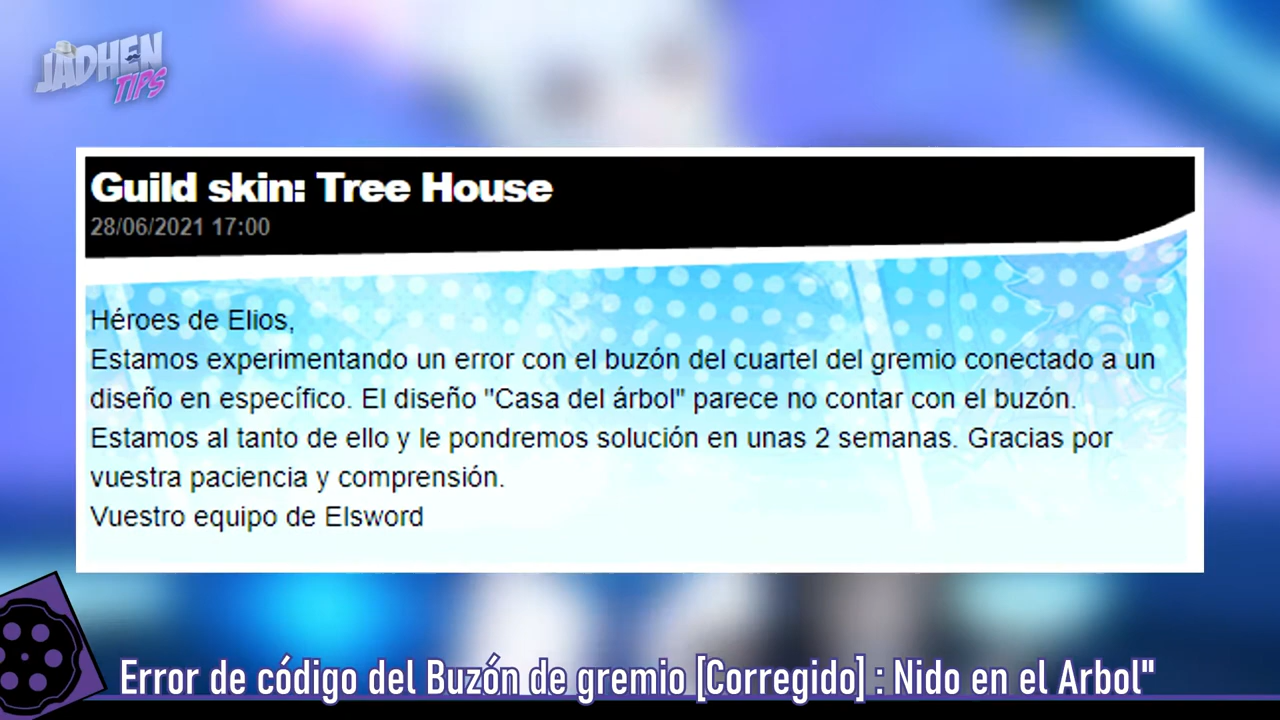 JADHEN
TIPS
Guild skin: Tree House
28/06/2021 17:00
Héroes de Elios,
Estamos experimentando un error con el buzón del cuartel del gremio conectado a un
diseño en específico. El diseño "Casa del árbol" parece no contar con el buzón.
Estamos al tanto de ello y le pondremos solución en unas 2 semanas. Gracias por
vuestra paciencia y comprensión.
Vuestro equipo de Elsword
Error de código del Buzón de gremio [Corregido] : Nido en el Arbol"